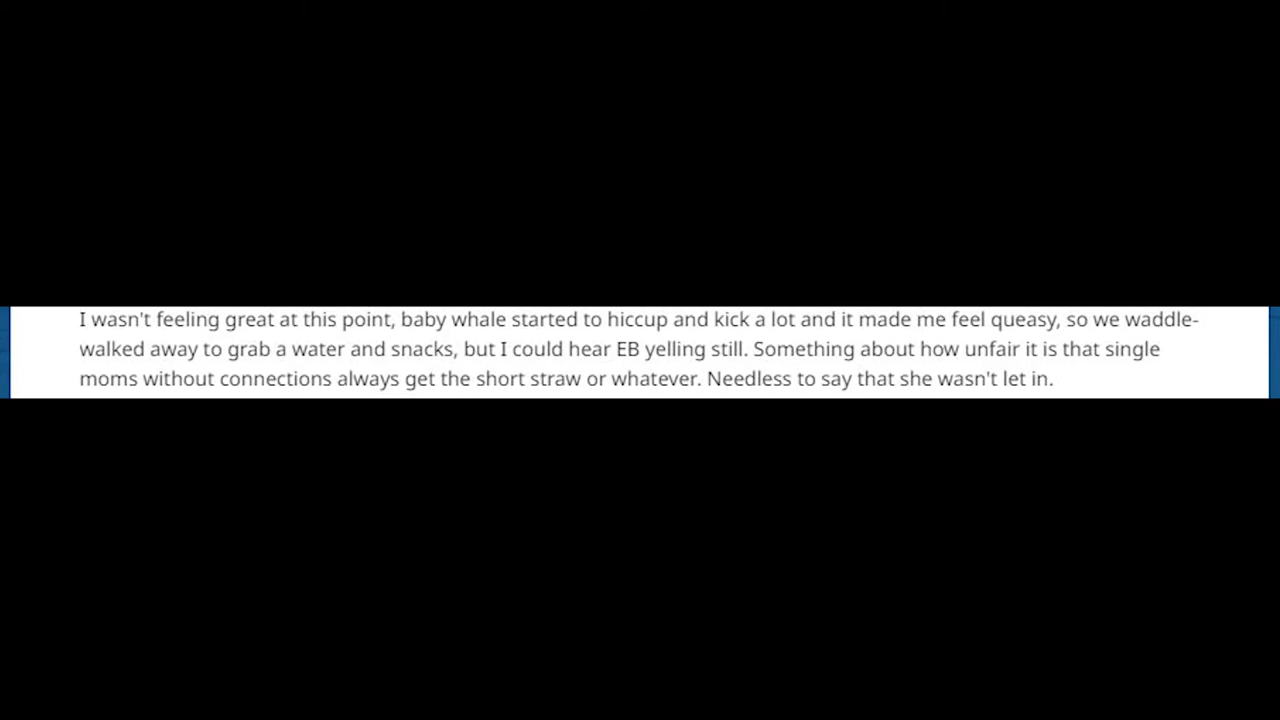 I wasn't feeling great at this point, baby whale started to hiccup and kick a lot and it made me feel queasy, so we waddle-
walked away to grab a water and snacks, but I could hear EB yelling still. Something about how unfair it is that single
moms without connections always get the short straw or whatever. Needless to say that she wasn't let in.